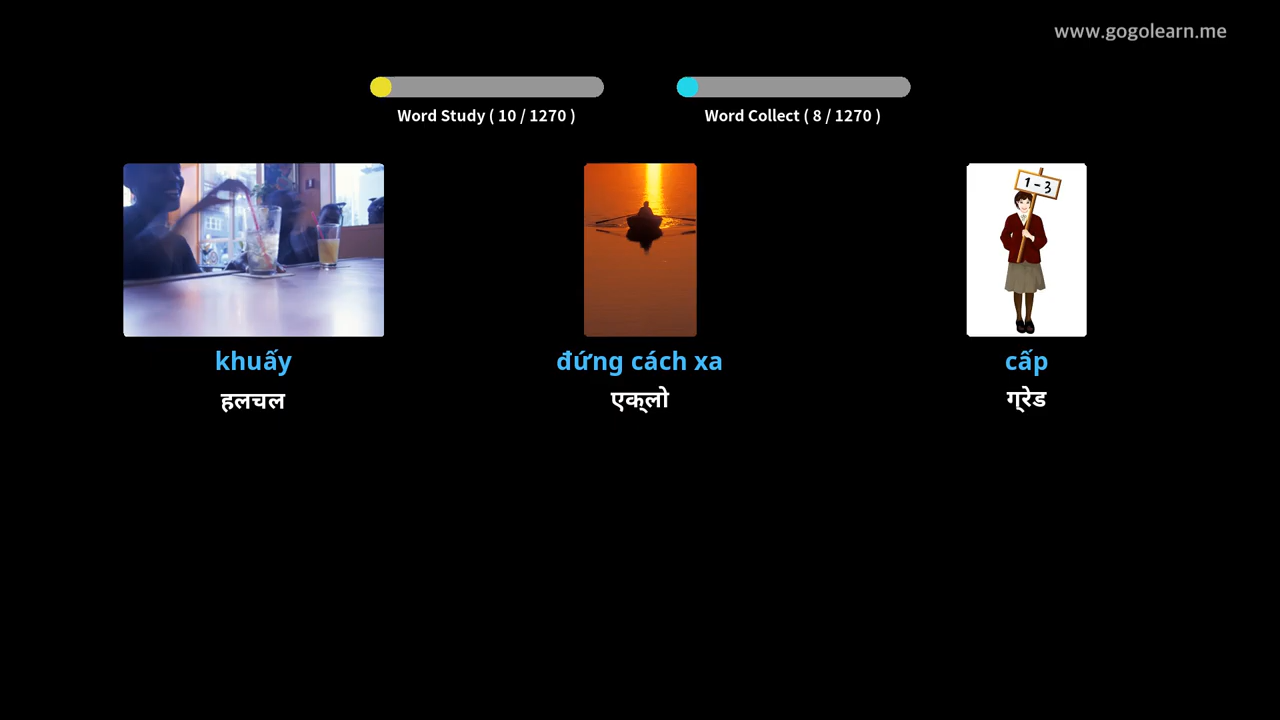 www.gogolearn.me
Word Study ( 10 / 1270 )
Word Collect ( 8 / 1270 )
1-3
khuấy
đứng cách xa
cấp
हलचल
एक्लो
ग्रेड